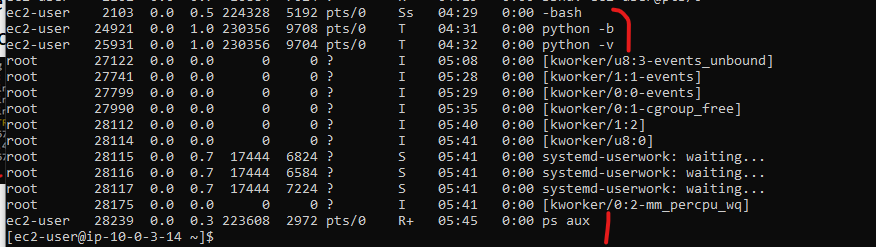 ec2-user 2103 0.0 0.5 224328 5192 pts/0 Ss 04:29 0:00 -bash
ec2-user 24921 0.0 1.0 230356 9708 pts/0 T 04:31 0:00 python -b
ec2-user 25931 0.0 1.0 230356 9704 pts/0 T 04:32 0:00 python -v
root 27122 0.0 0.0 0 0 ? I 05:08 0:00 [kworker/u8:3-events_unbound]
root 27741 0.0 0.0 0 0 ? I 05:28 0:00 [kworker/1:1-events]
root 27799 0.0 0.0 0 0 ? I 05:29 0:00 [kworker/0:0-events]
root 27990 0.0 0.0 0 0 ? I 05:35 0:00 [kworker/0:1-cgroup_free]
root 28112 0.0 0.0 0 0 ? I 05:40 0:00 [kworker/1:2]
root 28114 0.0 0.0 0 0 ? I 05:41 0:00 [kworker/u8:0]
root 28115 0.0 0.7 17444 6824 ? S 05:41 0:00 systemd-userwork: waiting...
root 28116 0.0 0.7 17444 6584 ? S 05:41 0:00 systemd-userwork: waiting...
root 28117 0.0 0.7 17444 7224 ? S 05:41 0:00 systemd-userwork: waiting...
root 28175 0.0 0.0 0 0 ? I 05:41 0:00 [kworker/0:2-mm_percpu_wq]
ec2-user 28239 0.0 0.3 223608 2972 pts/0 R+ 05:45 0:00 ps aux
[ec2-user@ip-10-0-3-14 ~]$